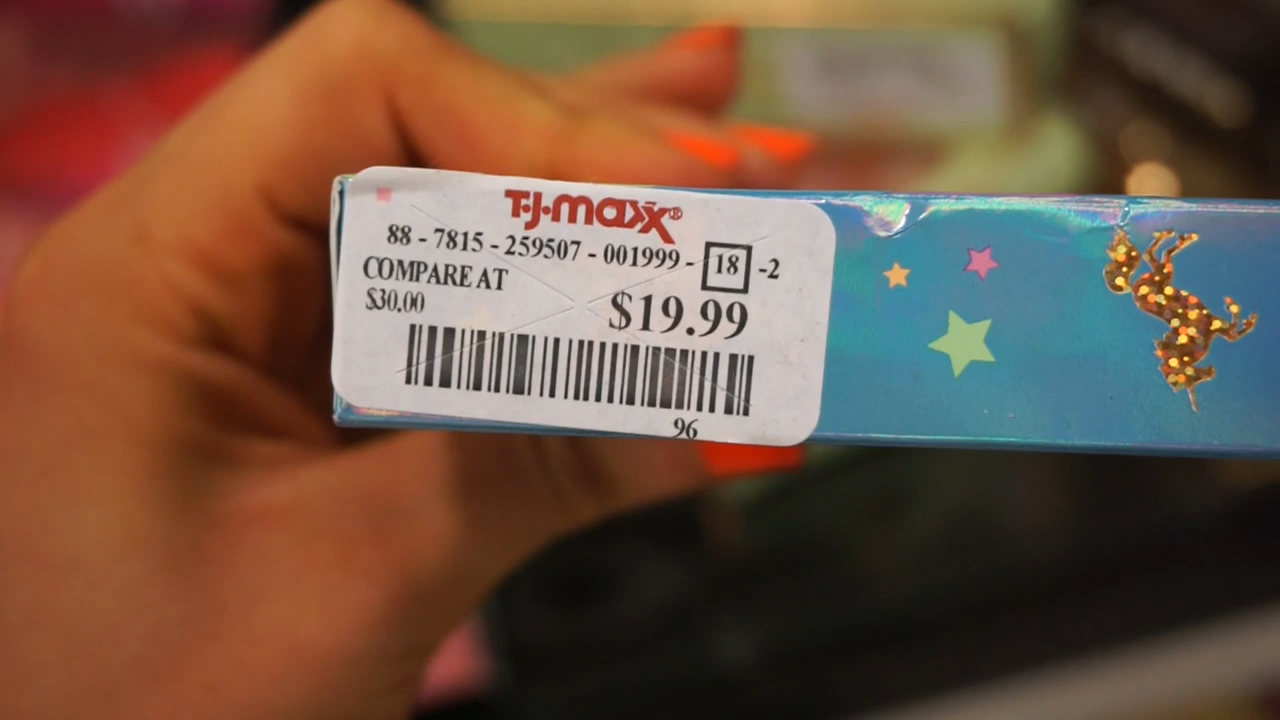 T.J.maxx®
88 - 7815 - 259507 - 001999 - 18 -2
COMPARE AT
$30.00
$19.99
96